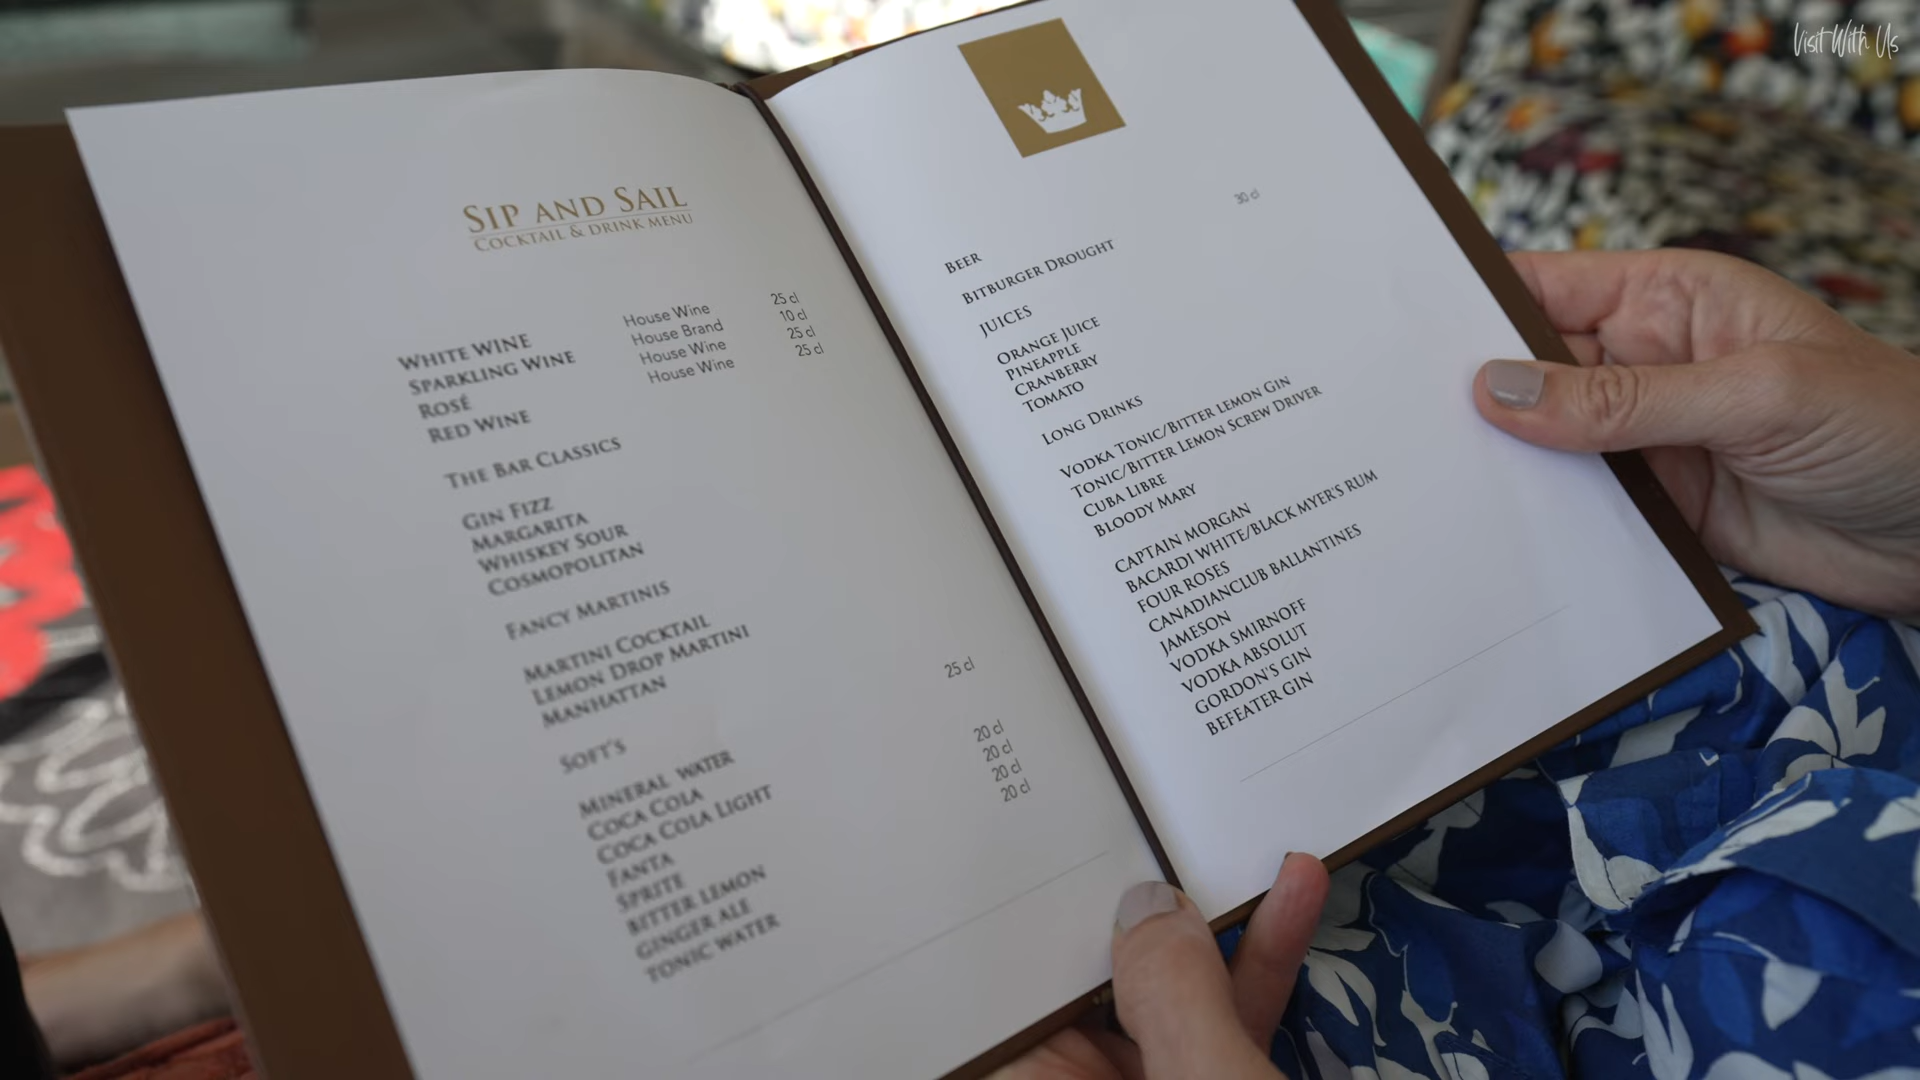 Visit With Us
SIP AND SAIL
COCKTAIL & DRINK MENU
WHITE WINE House Wine 25 cl
SPARKLING WINE House Brand 10 cl
ROSÉ House Wine 25 cl
RED WINE House Wine 25 cl
THE BAR CLASSICS
GIN FIZZ
MARGARITA
WHISKEY SOUR
COSMOPOLITAN
FANCY MARTINIS
MARTINI COCKTAIL
LEMON DROP MARTINI
MANHATTAN
SOFT'S
MINERAL WATER 25 cl
COCA COLA
COCA COLA LIGHT
FANTA
SPRITE
BITTER LEMON 20 cl
GINGER ALE 20 cl
TONIC WATER 20 cl
20 cl
30 cl
BEER
BITBURGER DROUGHT
JUICES
ORANGE JUICE
PINEAPPLE
CRANBERRY
TOMATO
LONG DRINKS
VODKA TONIC/BITTER LEMON GIN
TONIC/BITTER LEMON SCREW DRIVER
CUBA LIBRE
BLOODY MARY
CAPTAIN MORGAN
BACARDI WHITE/BLACK MYER'S RUM
FOUR ROSES
CANADIANCLUB BALLANTINES
JAMESON
VODKA SMIRNOFF
VODKA ABSOLUT
GORDON'S GIN
BEFEATER GIN